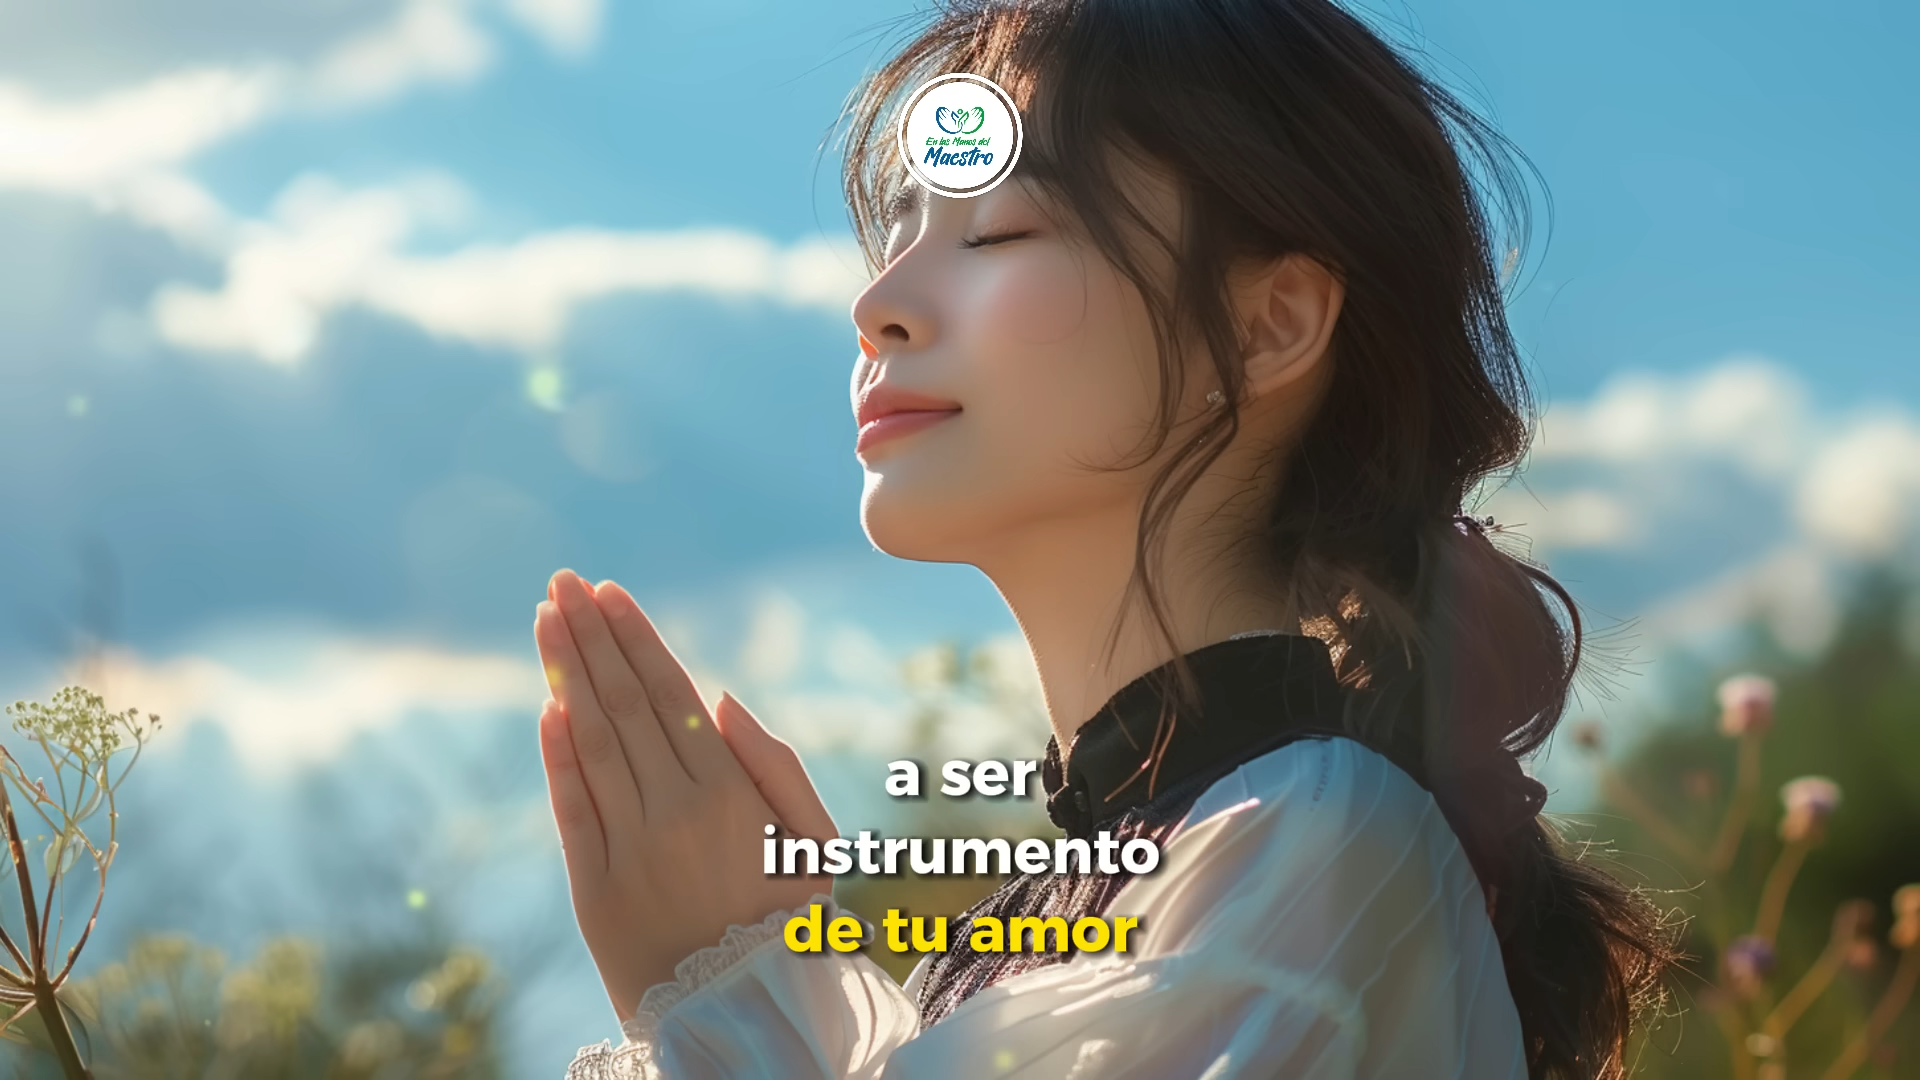 En las Manos del
Maestro
a ser
instrumento
de tu amor